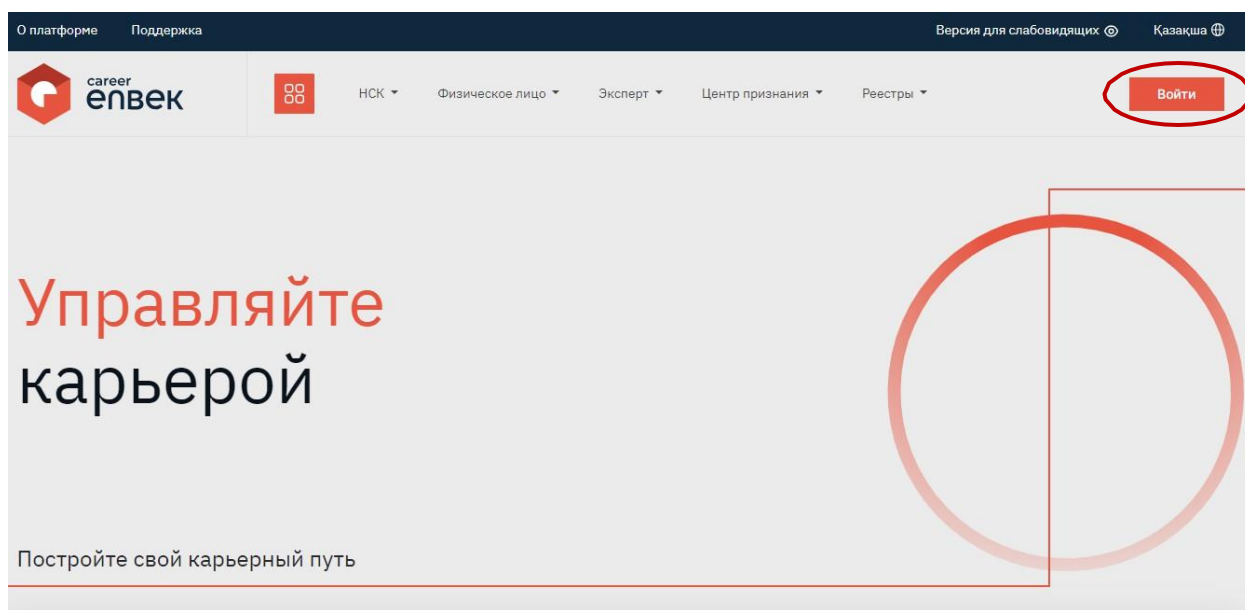 О платформе Поддержка Версия для слабовидящих Қазақша
career
enbek
НСК Физическое лицо Эксперт Центр признания Реестры Войти
Управляйте
карьерой
Постройте свой карьерный путь